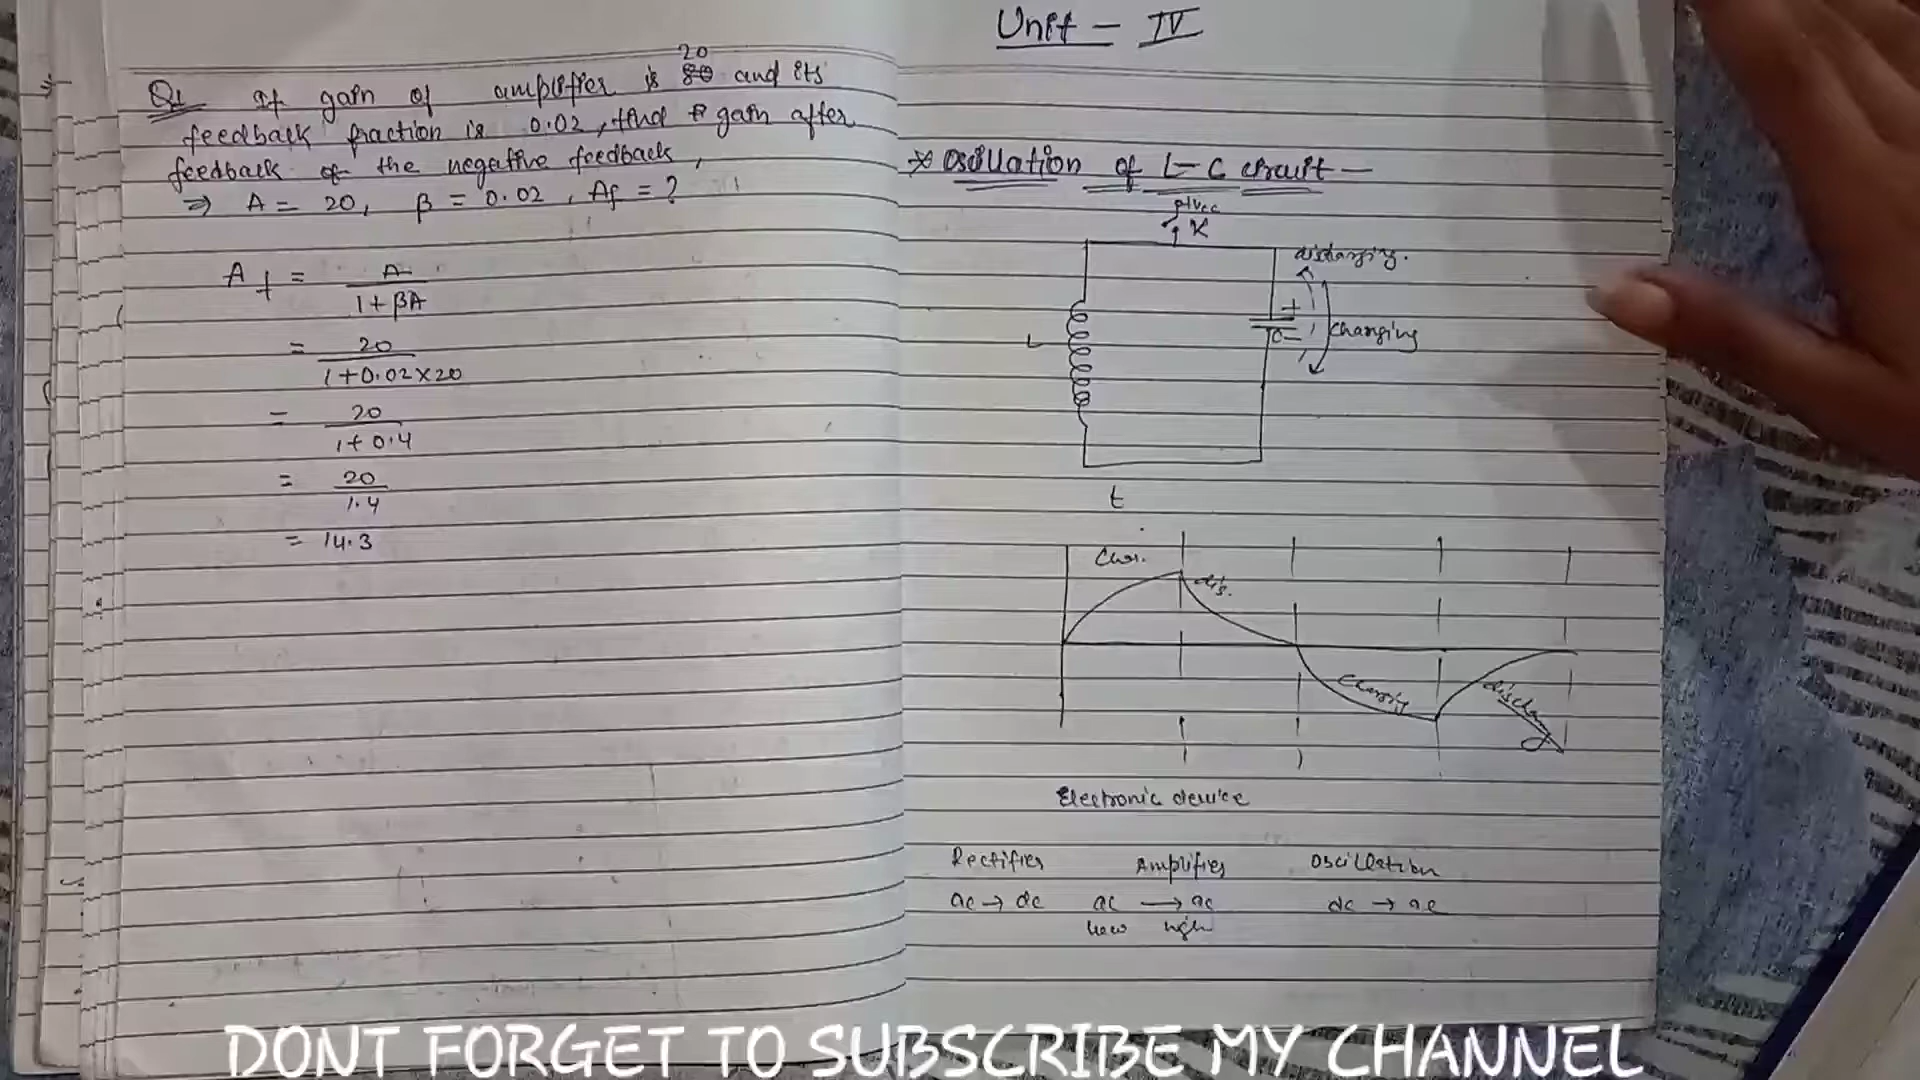 Q1 If gain of amplifier is 20 and its
feedback fraction is 0.02, find gain after
feedback of the negative feedback,
⇒ A = 20, β = 0.02, Af = ?
Af = A / 1+βA
= 20 / 1+0.02×20
= 20 / 1+0.4
= 20 / 1.4
= 14.3
Unit - IV
* Oscillation of L-C circuit -
K
discharging.
+
L
charging
t
Char.
dis.
Charging
dischar
Electronic device
Rectifier Amplifier Oscillation
ac → dc ac → ac dc → ac
DONT FORGET TO SUBSCRIBE MY CHANNEL